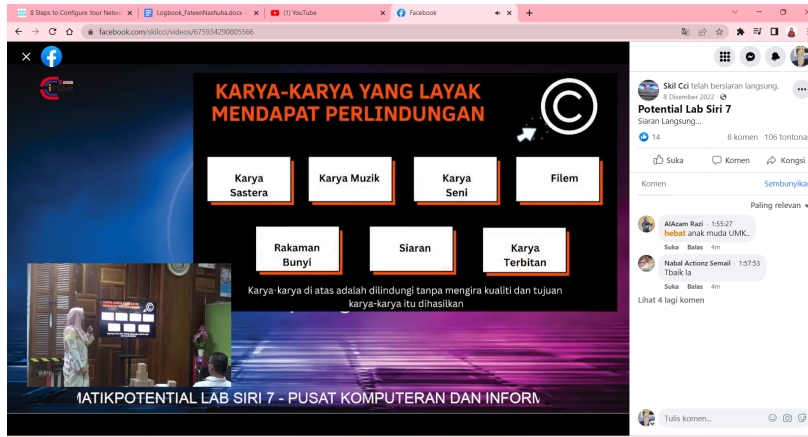 8 Steps to Configure Your Netwo
Logbook_FateenNashuha.docx -
(1) YouTube
Facebook
facebook.com/skilcci/videos/675934290805566
KARYA-KARYA YANG LAYAK
MENDAPAT PERLINDUNGAN
Karya
Sastera
Karya Muzik
Karya
Seni
Filem
Rakaman
Bunyi
Siaran
Karya
Terbitan
Karya-karya di atas adalah dilindungi tanpa mengira kualiti dan tujuan
karya-karya itu dihasilkan
POTENTIAL LAB SIRI 7 - PUSAT KOMPUTERAN DAN INFORM
Skil Cci telah bersiaran langsung.
8 Disember 2022 ·
Potential Lab Siri 7
Siaran Langsung...
14
8 komen 106 tontona
Suka
Komen
Kongsi
Komen
Sembunyika
Paling relevan
AlAzam Razi · 1:55:27
hebat anak muda UMK..
Suka Balas 4m
Nabal Actionz Semail · 1:57:53
Tbaik la
Suka Balas 4m
Lihat 4 lagi komen
Tulis komen...